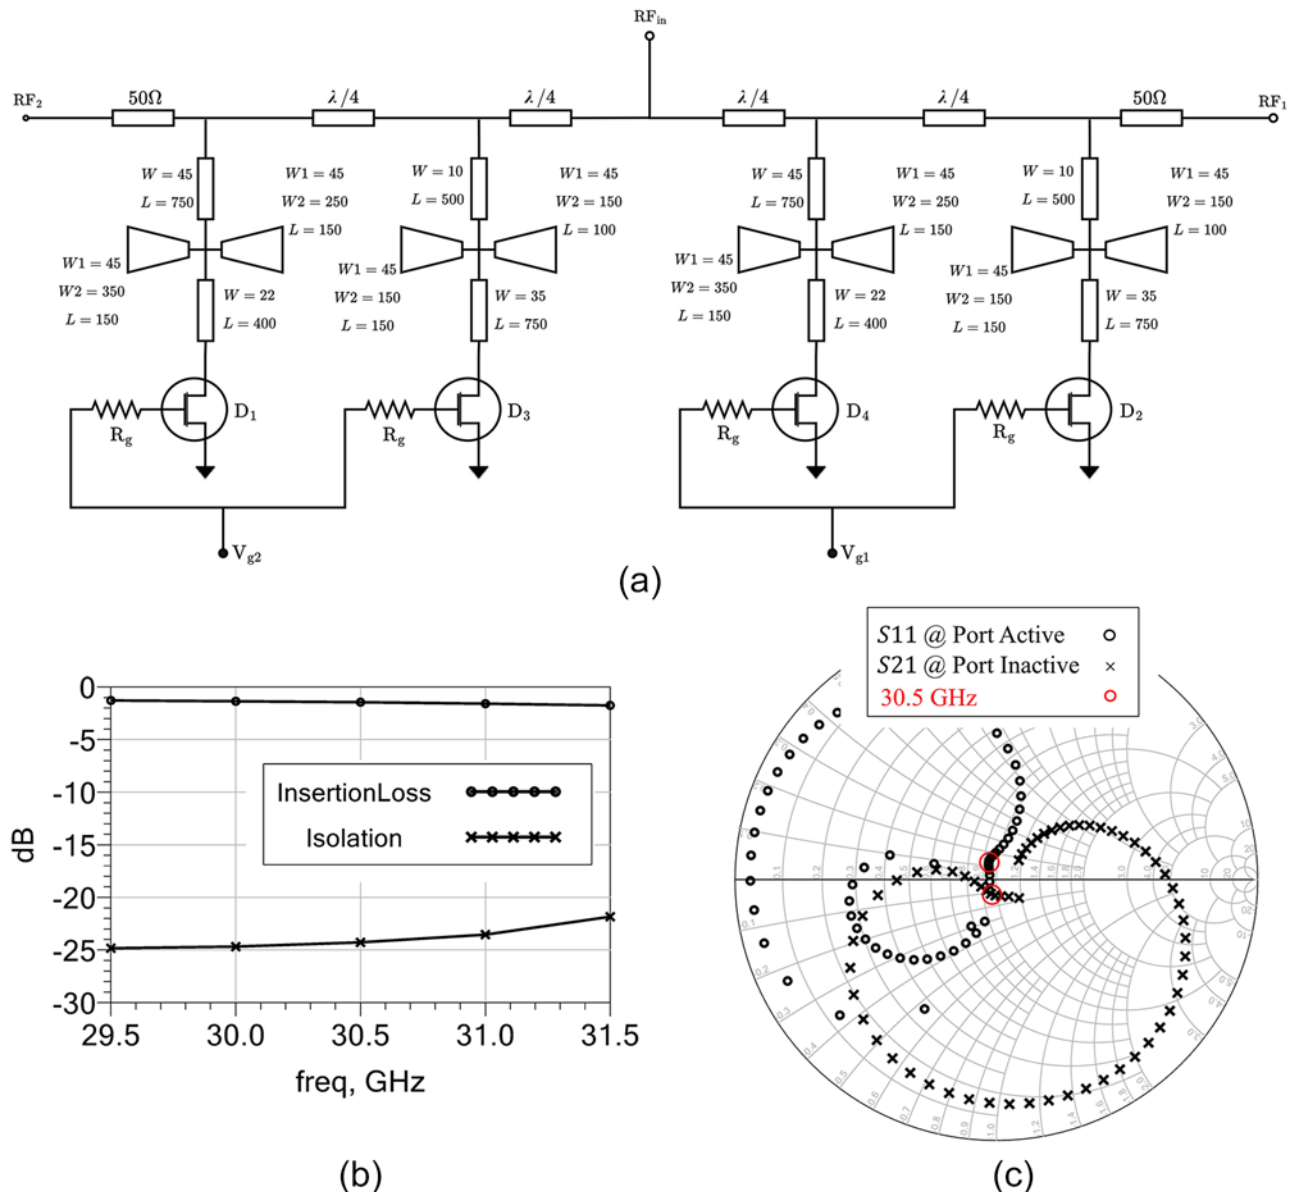 RFin
RF2
50Ω
λ/4
λ/4
λ/4
λ/4
50Ω
RF1
W = 45
L = 750
W1 = 45
W2 = 250
L = 150
W = 10
L = 500
W1 = 45
W2 = 150
L = 100
W = 45
L = 750
W1 = 45
W2 = 250
L = 150
W = 10
L = 500
W1 = 45
W2 = 150
L = 100
W1 = 45
W2 = 350
L = 150
W = 22
L = 400
W1 = 45
W2 = 150
L = 150
W = 35
L = 750
W1 = 45
W2 = 350
L = 150
W = 22
L = 400
W1 = 45
W2 = 150
L = 150
W = 35
L = 750
Rg
D1
Rg
D3
Rg
D4
Rg
D2
Vg2
Vg1
(a)
0
-5
-10
-15
-20
-25
-30
dB
InsertionLoss
Isolation
29.5
30.0
30.5
31.0
31.5
freq, GHz
(b)
S11 @ Port Active
S21 @ Port Inactive
30.5 GHz
(c)